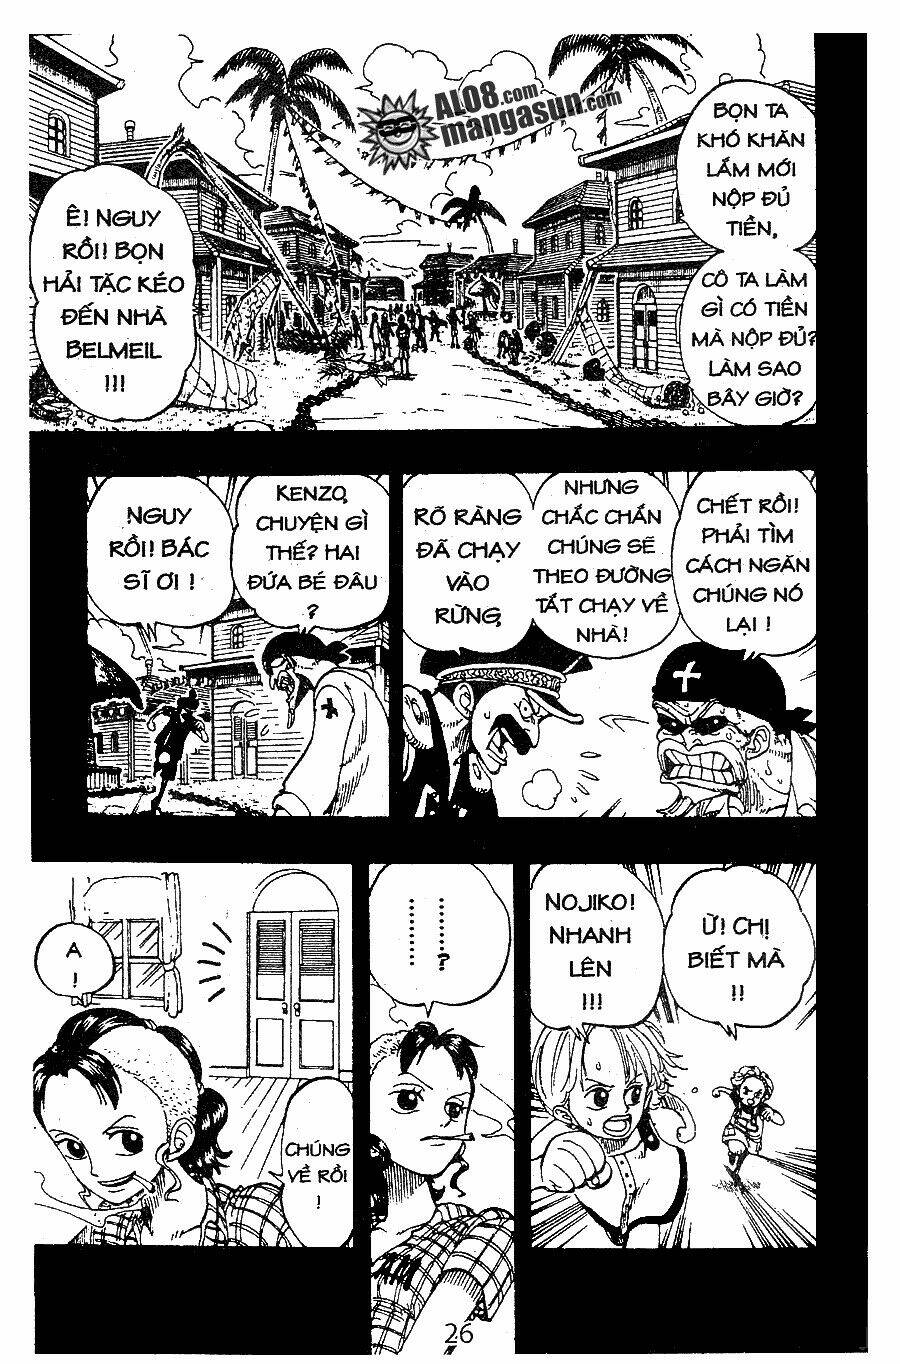 AL08.com
mangasun.com
BỌN TA
KHÓ KHĂN
LẮM MỚI
NỘP ĐỦ
TIỀN,
CÔ TA LÀM
GÌ CÓ TIỀN
MÀ NỘP ĐỦ?
LÀM SAO
BÂY GIỜ?
Ê! NGUY
RỒI! BỌN
HẢI TẶC KÉO
ĐẾN NHÀ
BELMEIL
!!!
CHẾT RỒI!
PHẢI TÌM
CÁCH NGĂN
CHÚNG NÓ
LẠI !
NHƯNG
CHẮC CHẮN
CHÚNG SẼ
THEO ĐƯỜNG
TẮT CHẠY VỀ
NHÀ!
RÕ RÀNG
ĐÃ CHẠY
VÀO
RỪNG,
KENZO,
CHUYỆN GÌ
THẾ? HAI
ĐỨA BÉ ĐÂU
?
NGUY
RỒI! BÁC
SĨ ƠI !
Ừ! CHỊ
BIẾT MÀ
!!
NOJIKO!
NHANH
LÊN
!!!
........
........?
A
!
CHÚNG
VỀ RỒI
!
AM
26